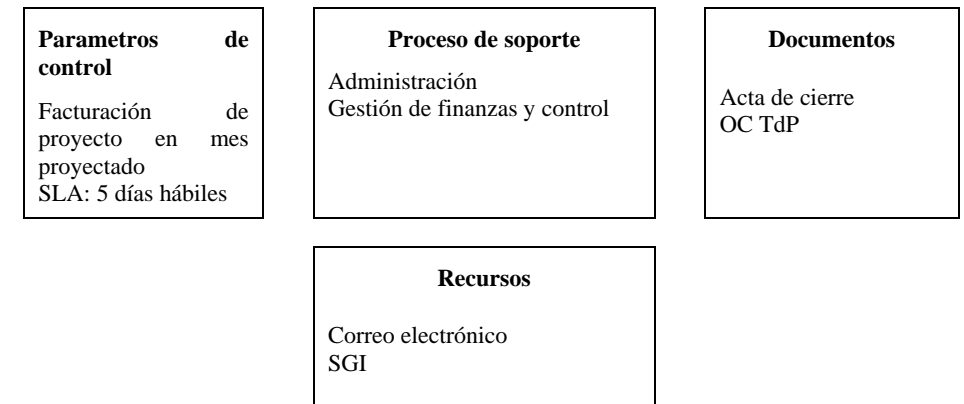 Parametros de
control
Facturación de
proyecto en mes
proyectado
SLA: 5 días hábiles
Proceso de soporte
Administración
Gestión de finanzas y control
Documentos
Acta de cierre
OC TdP
Recursos
Correo electrónico
SGI